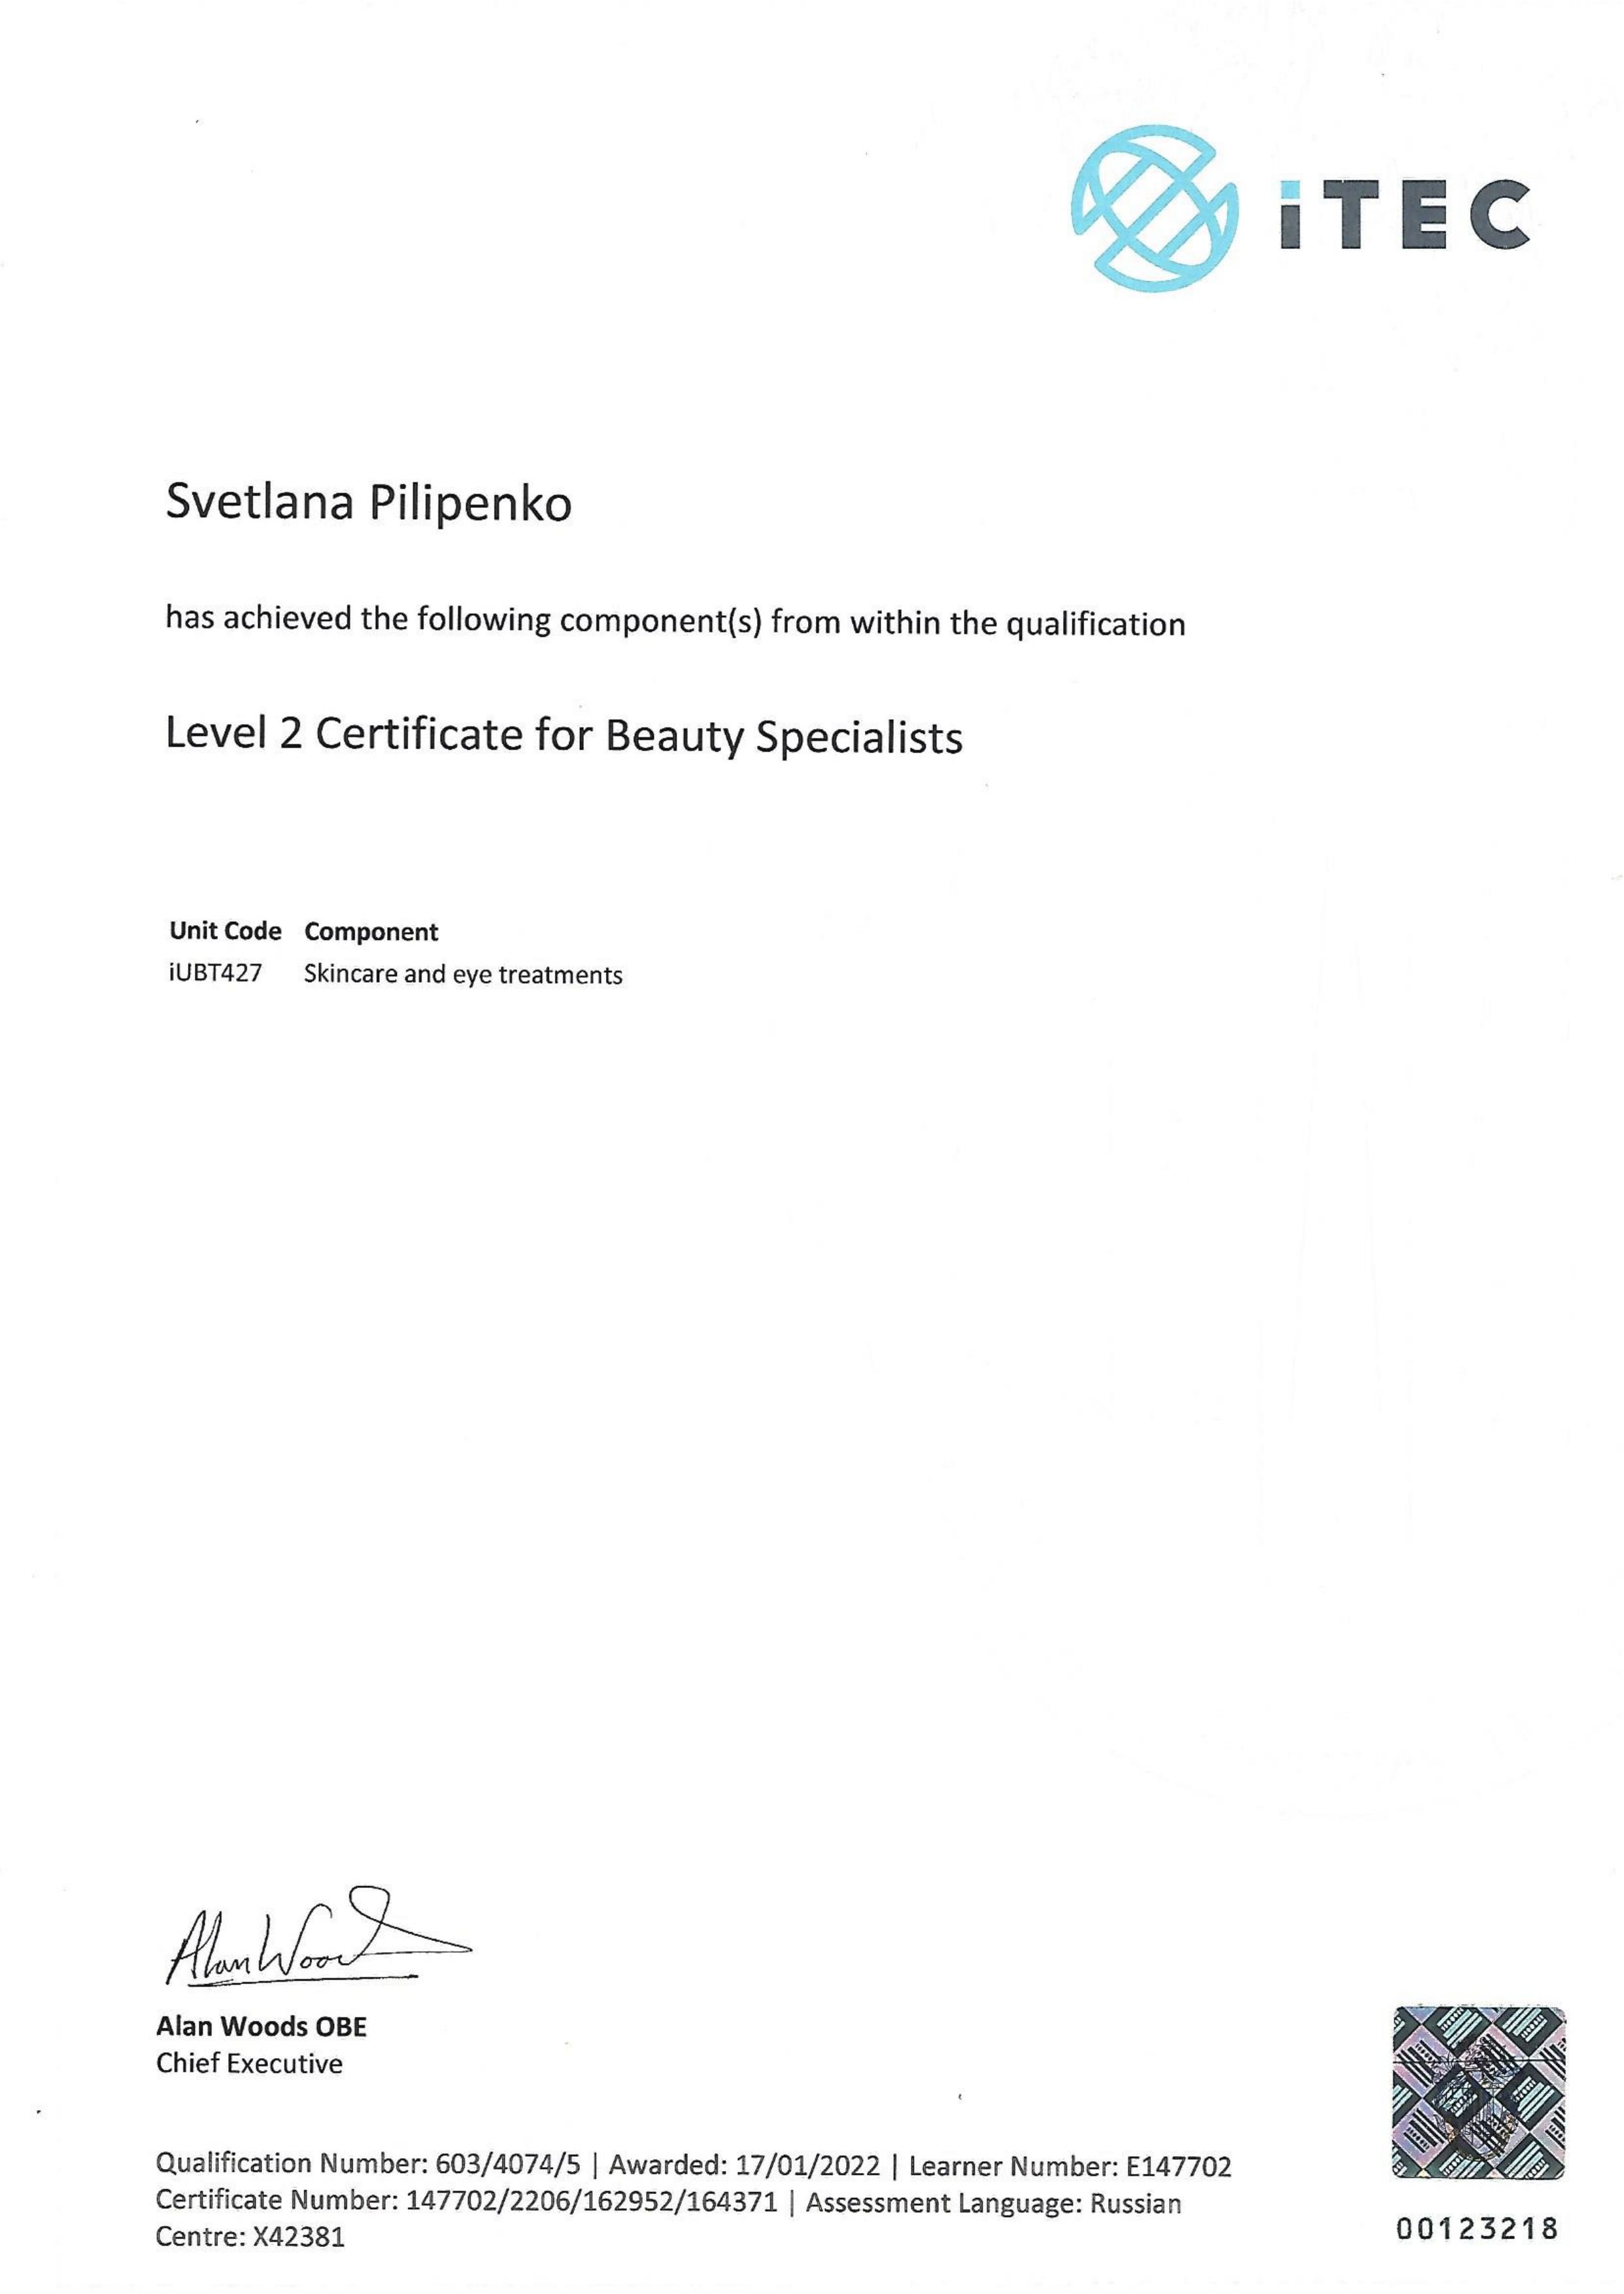 iTEC
Svetlana Pilipenko
has achieved the following component(s) from within the qualification
Level 2 Certificate for Beauty Specialists
Unit Code Component
iUBT427 Skincare and eye treatments
Alan Woods
Alan Woods OBE
Chief Executive
Qualification Number: 603/4074/5 | Awarded: 17/01/2022 | Learner Number: E147702
Certificate Number: 147702/2206/162952/164371 | Assessment Language: Russian
Centre: X42381
00123218